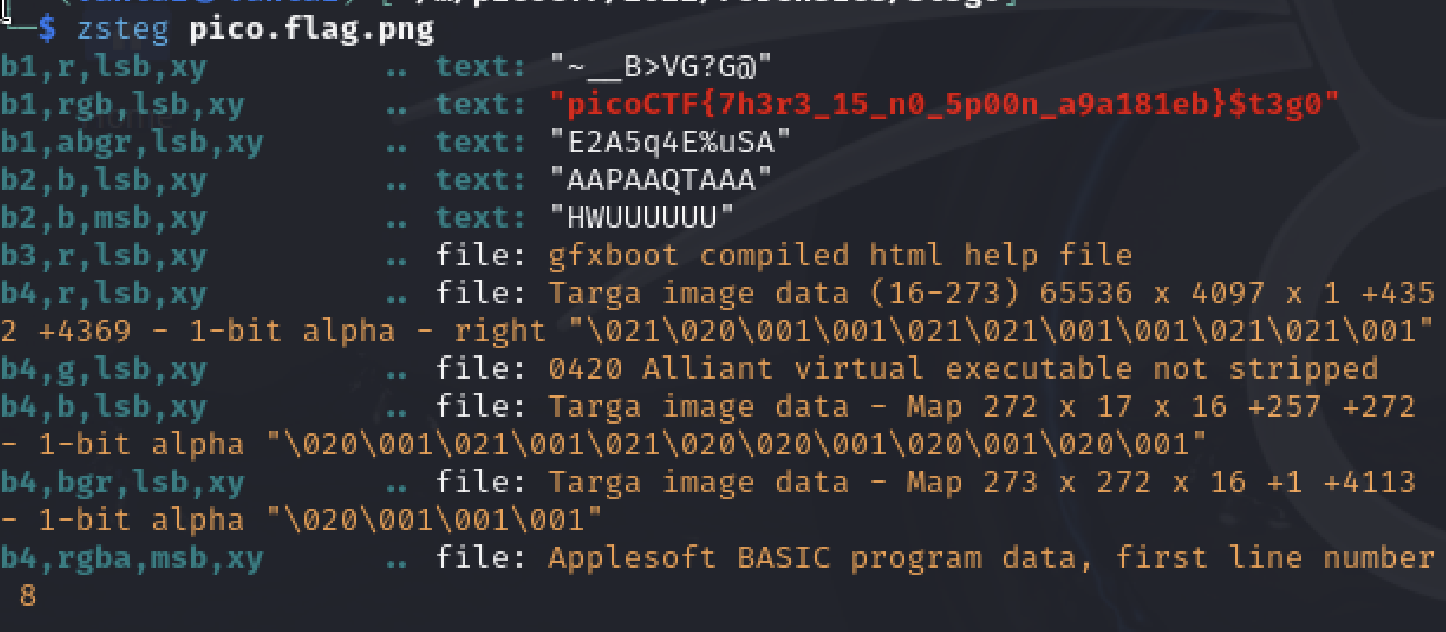 $ zsteg pico.flag.png
b1,r,lsb,xy .. text: "~__B>VG?G@"
b1,rgb,lsb,xy .. text: "picoCTF{7h3r3_15_n0_5p00n_a9a181eb}$t3g0"
b1,abgr,lsb,xy .. text: "E2A5q4E%uSA"
b2,b,lsb,xy .. text: "AAPAAQTAAA"
b2,b,msb,xy .. text: "HWUUUUUU"
b3,r,lsb,xy .. file: gfxboot compiled html help file
b4,r,lsb,xy .. file: Targa image data (16-273) 65536 x 4097 x 1 +435
2 +4369 - 1-bit alpha - right "\021\020\001\001\021\021\001\001\021\021\001"
b4,g,lsb,xy .. file: 0420 Alliant virtual executable not stripped
b4,b,lsb,xy .. file: Targa image data - Map 272 x 17 x 16 +257 +272
- 1-bit alpha "\020\001\021\001\021\020\020\001\020\001\020\001"
b4,bgr,lsb,xy .. file: Targa image data - Map 273 x 272 x 16 +1 +4113
- 1-bit alpha "\020\001\001\001"
b4,rgba,msb,xy .. file: Applesoft BASIC program data, first line number
8